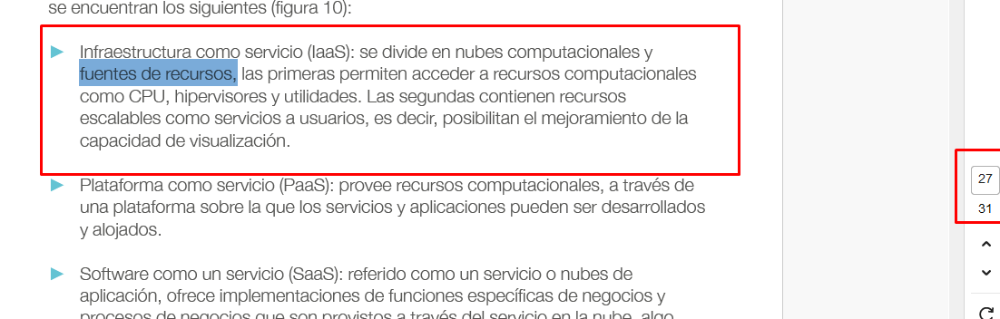 se encuentran los siguientes (figura 10):
Infraestructura como servicio (IaaS): se divide en nubes computacionales y
fuentes de recursos, las primeras permiten acceder a recursos computacionales
como CPU, hipervisores y utilidades. Las segundas contienen recursos
escalables como servicios a usuarios, es decir, posibilitan el mejoramiento de la
capacidad de visualización.
Plataforma como servicio (PaaS): provee recursos computacionales, a través de
una plataforma sobre la que los servicios y aplicaciones pueden ser desarrollados
y alojados.
Software como un servicio (SaaS): referido como un servicio o nubes de
aplicación, ofrece implementaciones de funciones específicas de negocios y
procesos de negocios que son provistos a través del servicio en la nube, algo
27
31